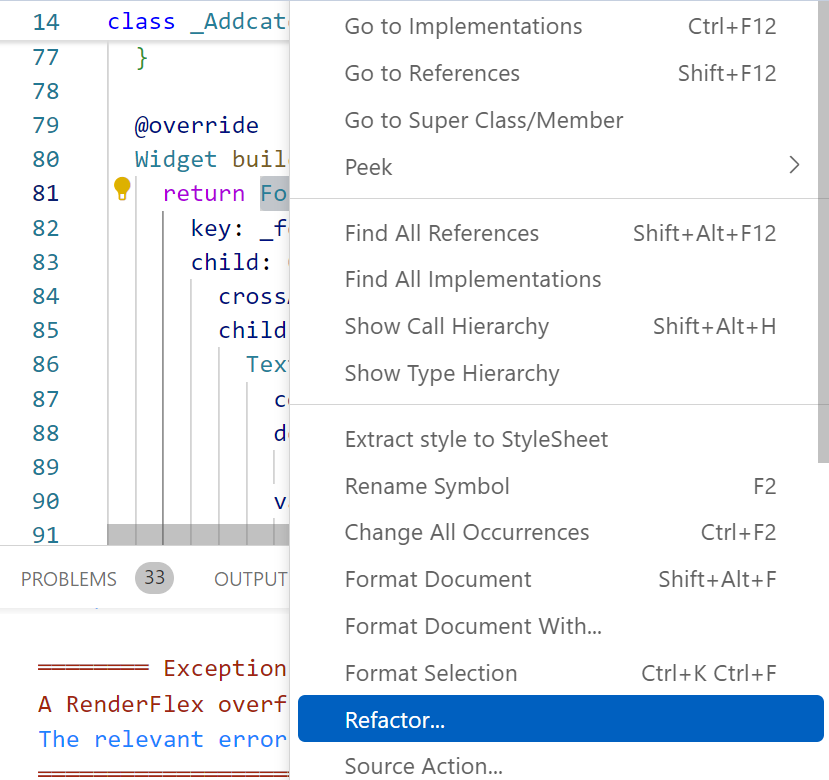 14 class _Addcat
77 }
78
79 @override
80 Widget buil
81 return Fo
82 key: _f
83 child:
84 cross
85 child
86 Tex
87 c
88 d
89
90 v
91
PROBLEMS 33 OUTPUT
════════ Exception
A RenderFlex overf
The relevant error
Go to Implementations Ctrl+F12
Go to References Shift+F12
Go to Super Class/Member
Peek
Find All References Shift+Alt+F12
Find All Implementations
Show Call Hierarchy Shift+Alt+H
Show Type Hierarchy
Extract style to StyleSheet
Rename Symbol F2
Change All Occurrences Ctrl+F2
Format Document Shift+Alt+F
Format Document With...
Format Selection Ctrl+K Ctrl+F
Refactor...
Source Action...